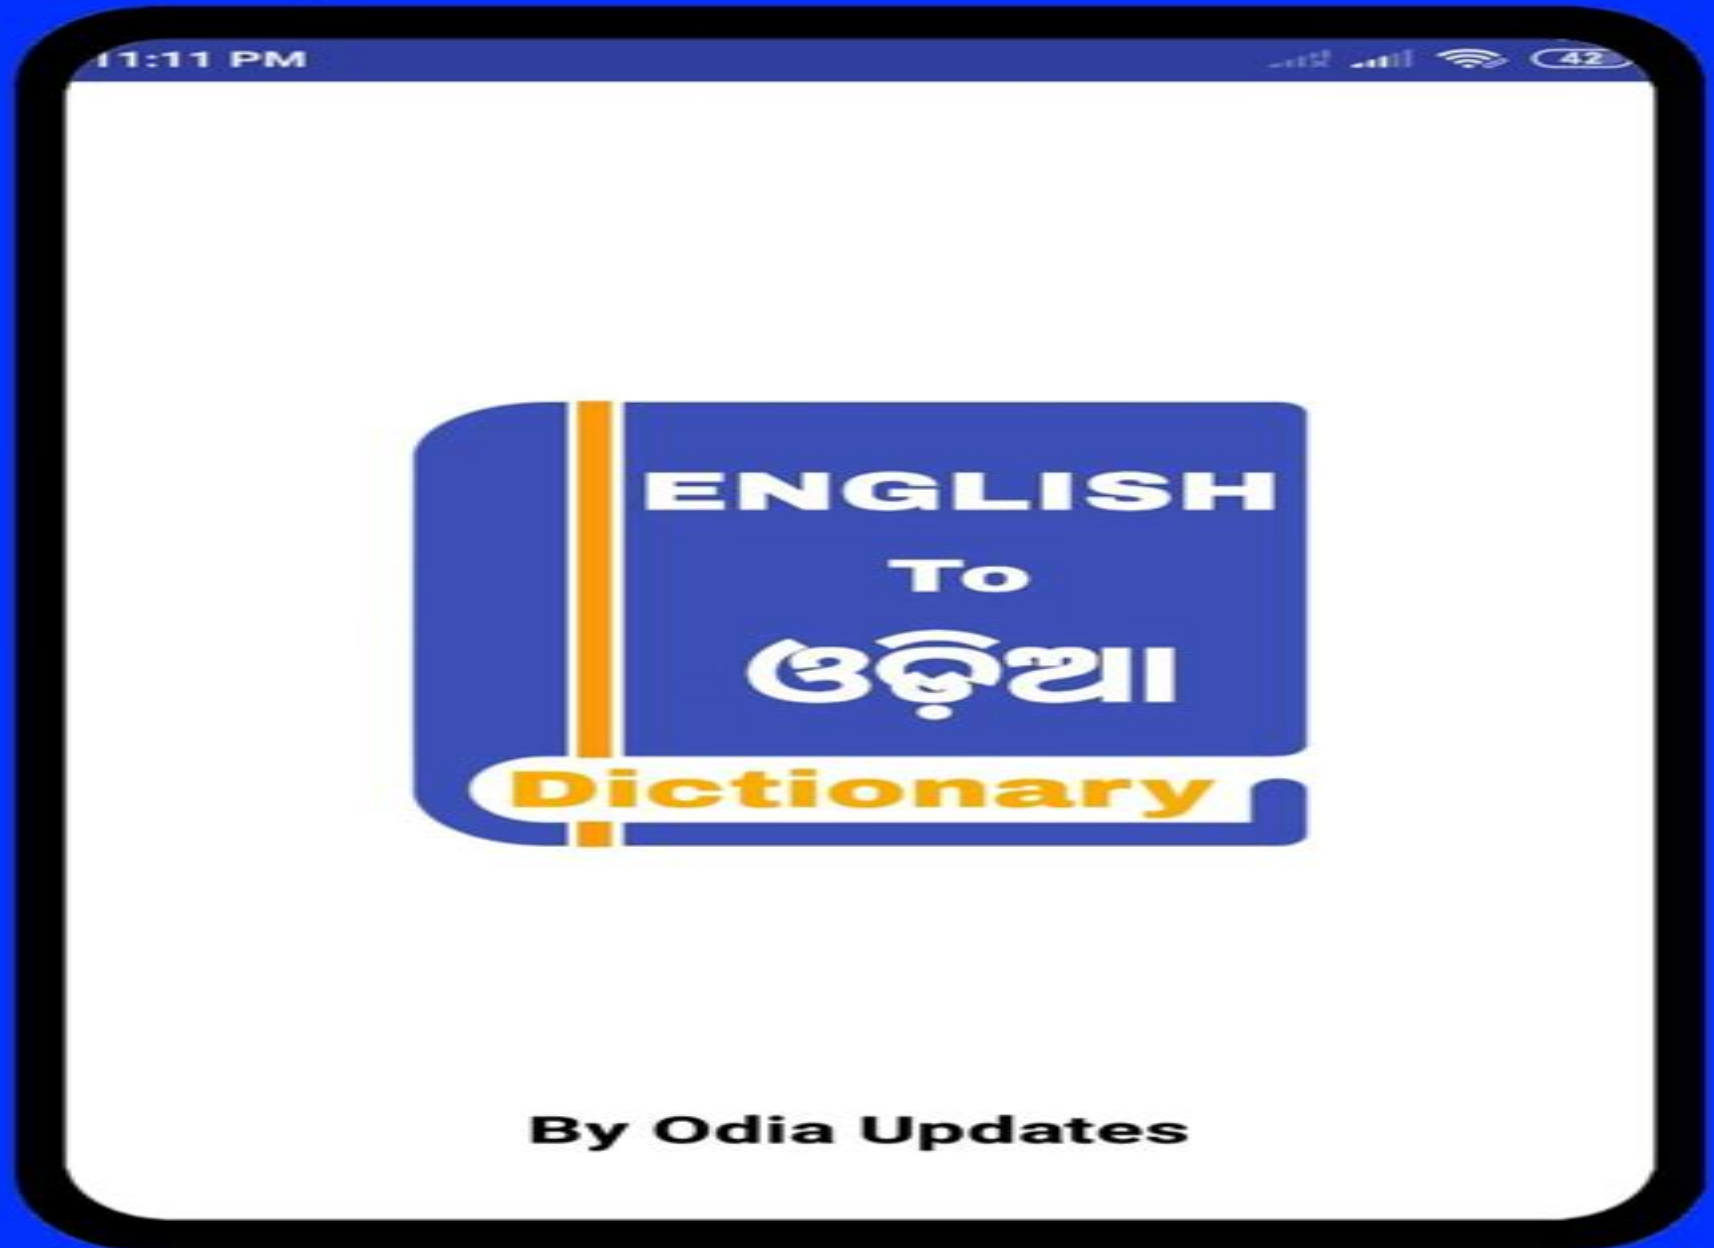 11:11 PM
42
ENGLISH
To
ଓଡ଼ିଆ
Dictionary
By Odia Updates